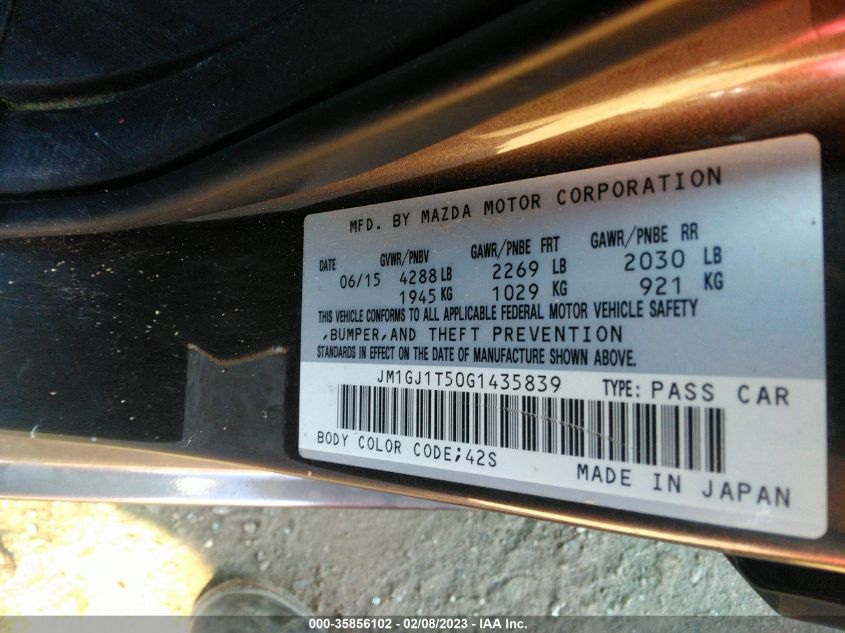 MFD. BY MAZDA MOTOR CORPORATION
DATE GVWR/PNBV GAWR/PNBE FRT GAWR/PNBE RR
06/15 4288 LB 2269 LB 2030 LB
1945 KG 1029 KG 921 KG
THIS VEHICLE CONFORMS TO ALL APPLICABLE FEDERAL MOTOR VEHICLE SAFETY
,BUMPER,AND THEFT PREVENTION
STANDARDS IN EFFECT ON THE DATE OF MANUFACTURE SHOWN ABOVE.
JM1GJ1T50G1435839 TYPE: PASS CAR
BODY COLOR CODE;42S
MADE IN JAPAN
000-35856102 - 02/08/2023 - IAA Inc.